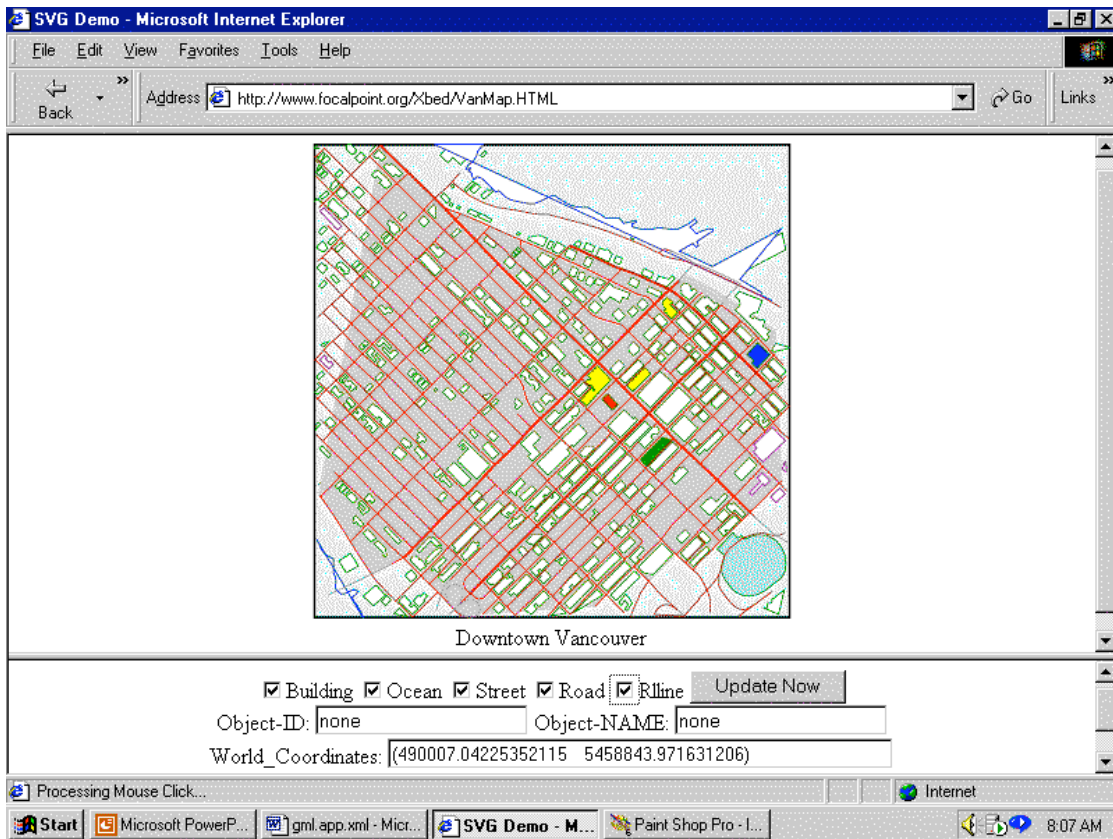 SVG Demo - Microsoft Internet Explorer
File Edit View Favorites Tools Help
Back
Address http://www.focalpoint.org/Xbed/VanMap.HTML Go Links
Downtown Vancouver
Building Ocean Street Road Rlline Update Now
Object-ID: none Object-NAME: none
World_Coordinates: (490007.04225352115 5458843.971631206)
Processing Mouse Click... Internet
Start Microsoft PowerP... gml.app.xml - Micr... SVG Demo - M... Paint Shop Pro - I... 8:07 AM